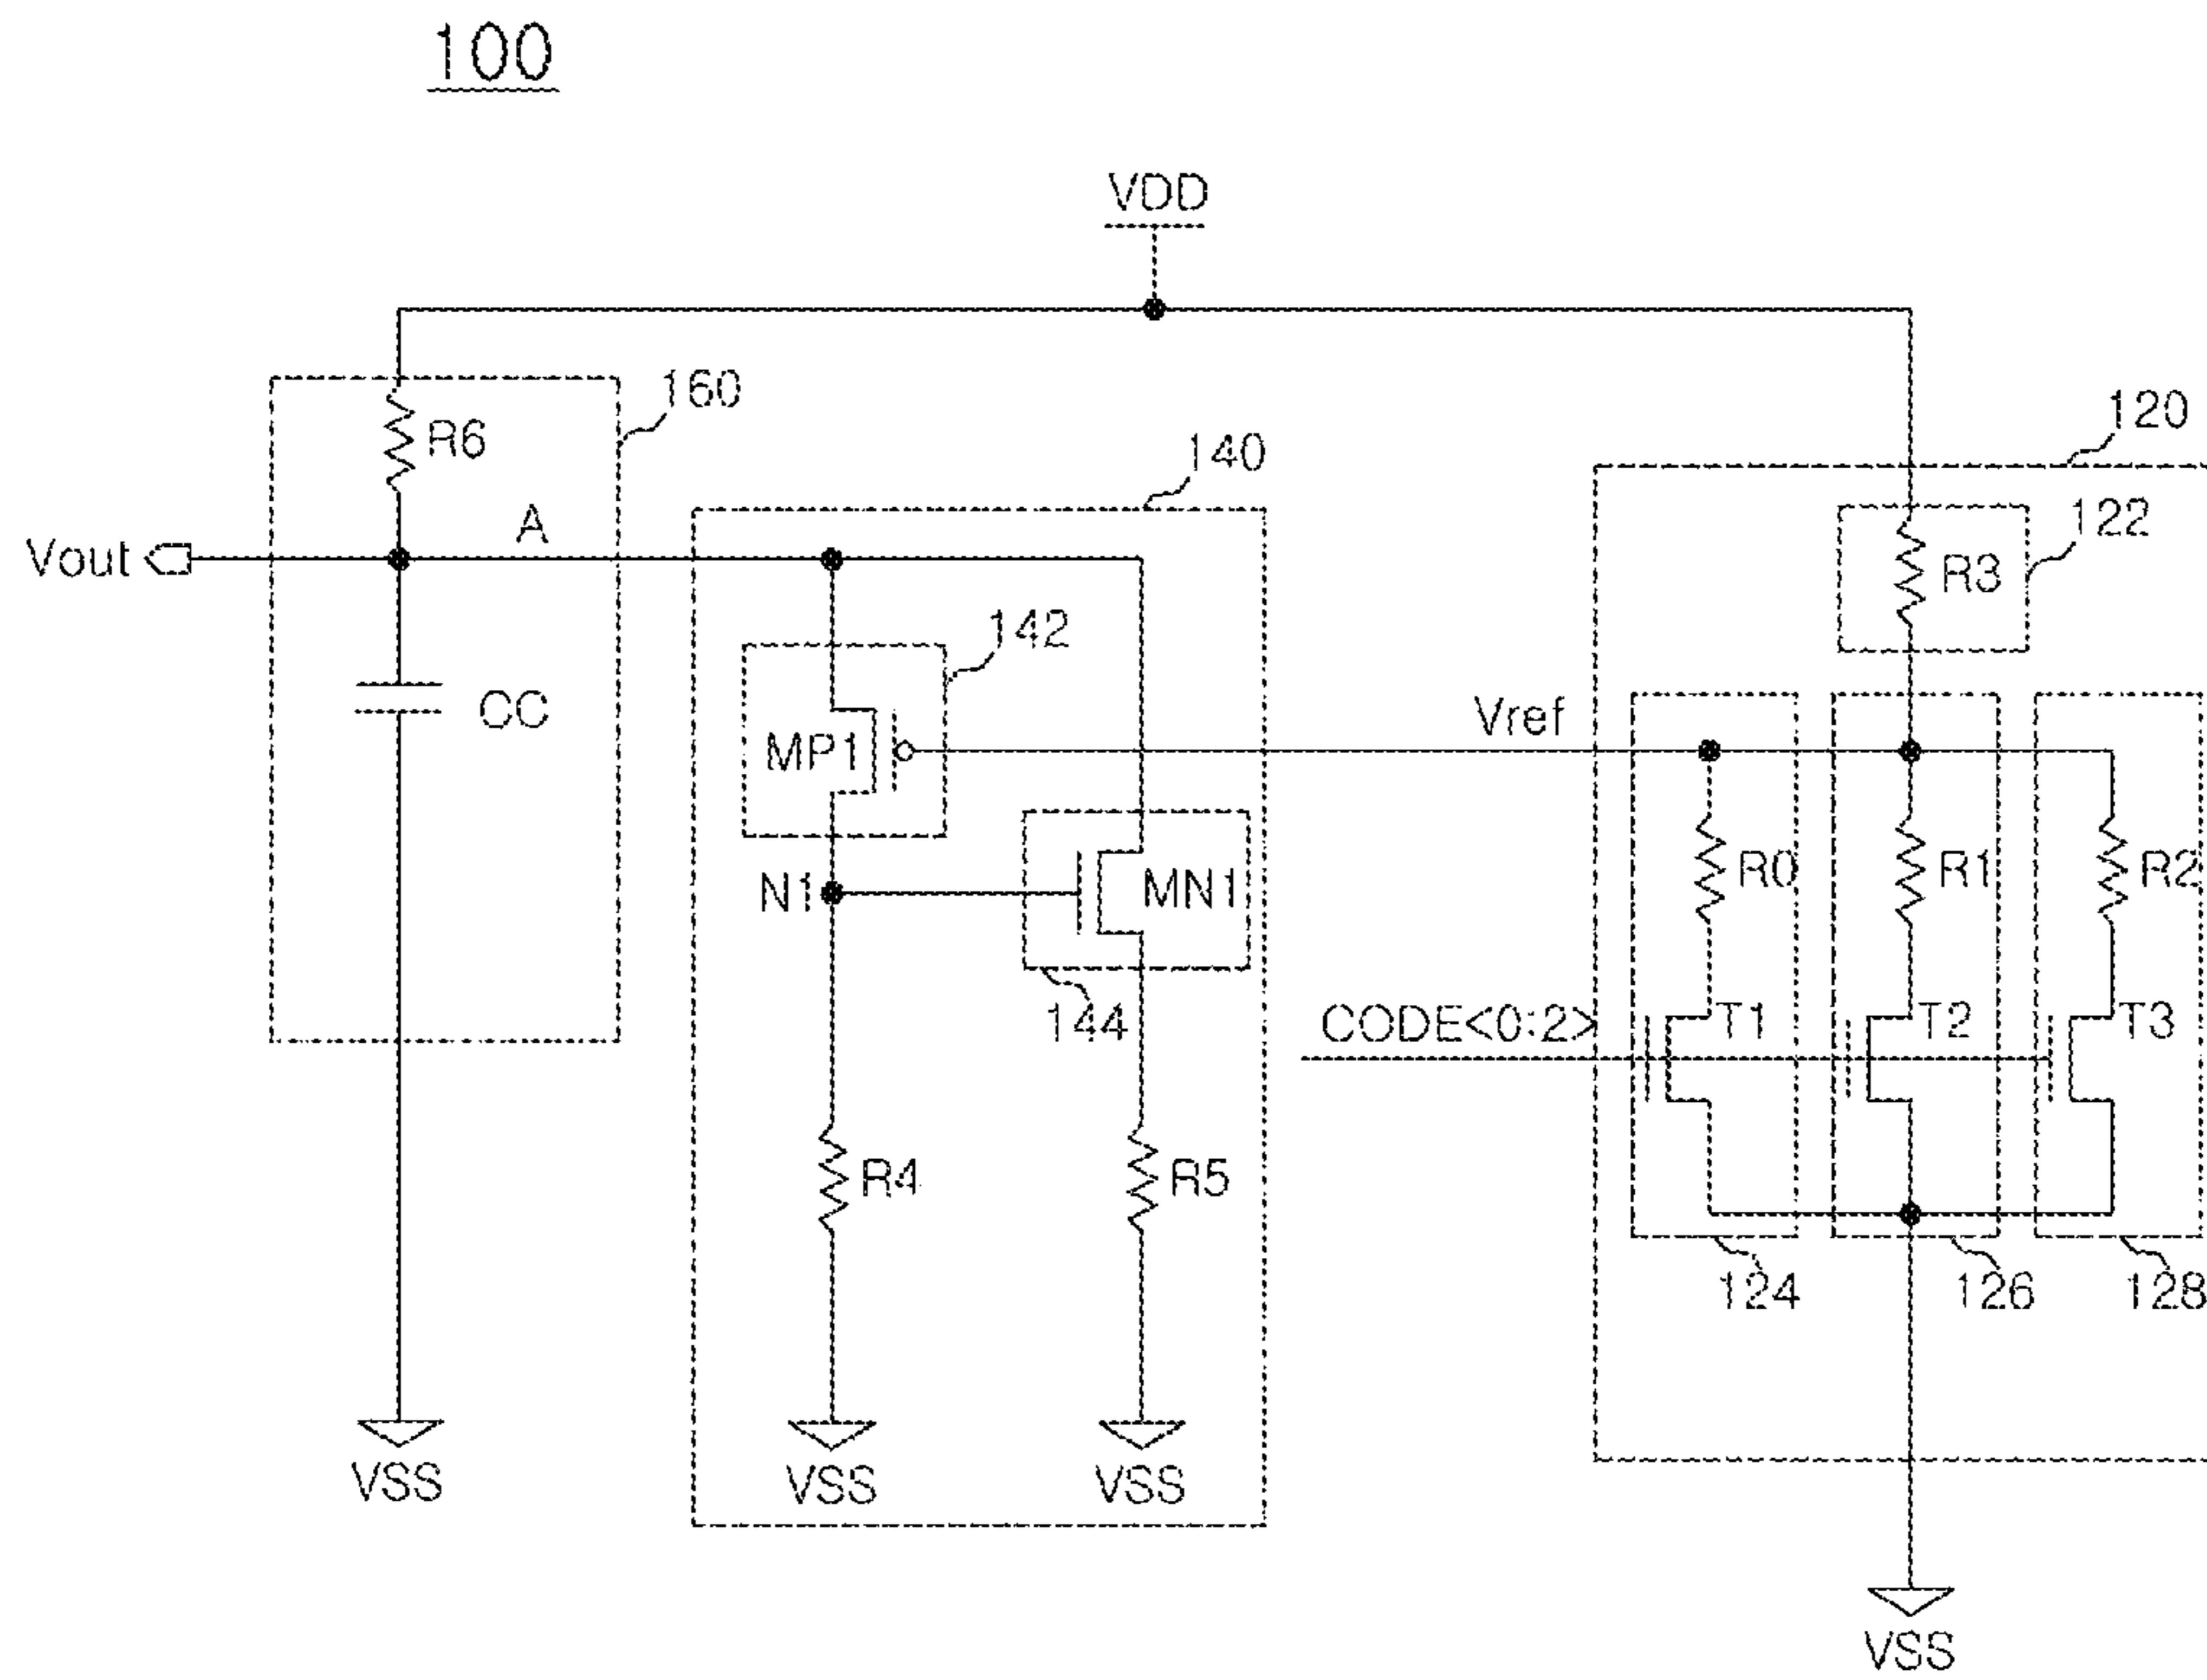 100
VDD
160
120
R6
140
122
A
Vout
R3
142
Vref
CC
MP1
R0
R1
R2
N1
MN1
144
CODE<0:2>
T1
T2
T3
R4
R5
124
126
128
VSS
VSS
VSS
VSS